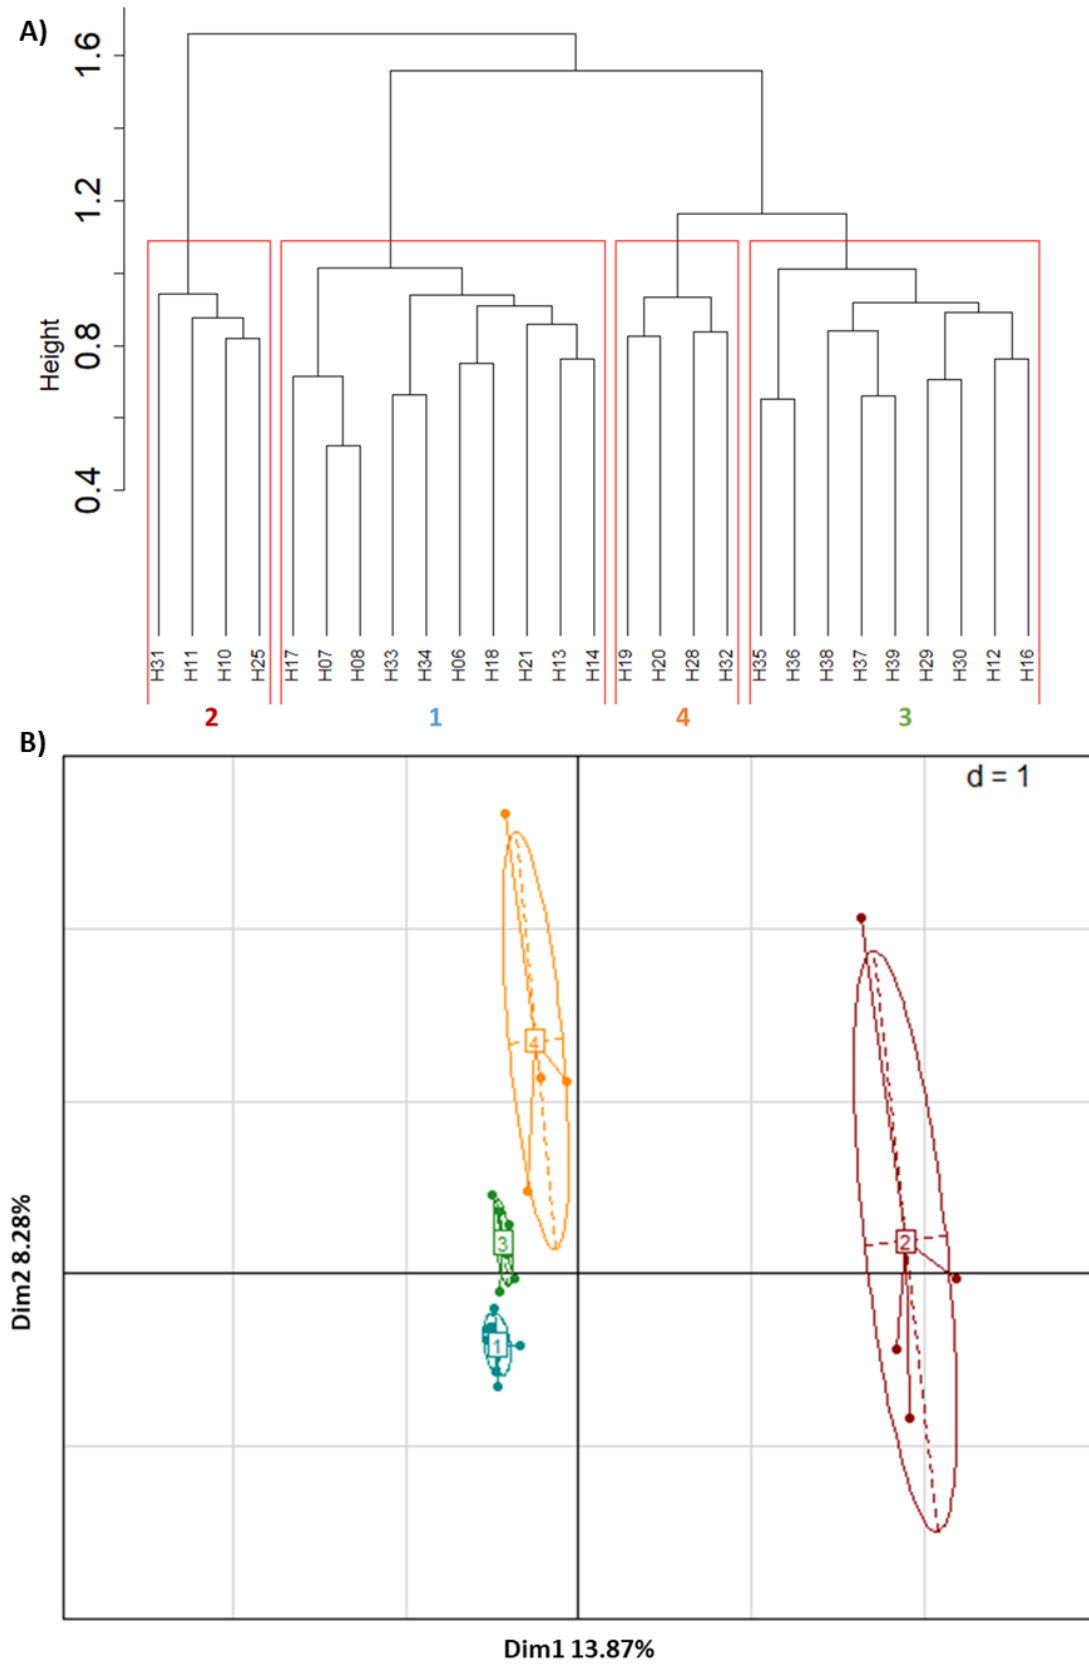 A)
1.6
1.2
0.8
0.4
Height
H31 H11 H10 H25 H17 H07 H08 H33 H34 H06 H18 H21 H13 H14 H19 H20 H28 H32 H35 H36 H38 H37 H39 H29 H30 H12 H16
2 1 4 3
B)
d = 1
4
3
2
1
Dim2 8.28%
Dim1 13.87%